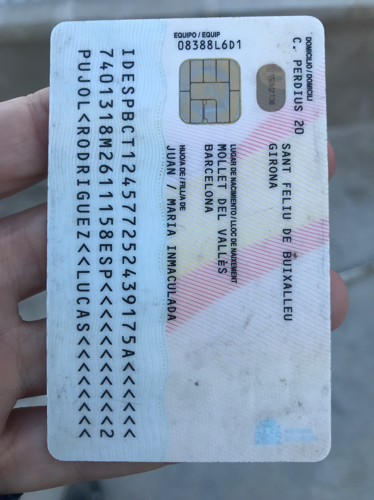 EQUIPO / EQUIP
08388L6D1
DOMICILIO / DOMICILI
C. PERDIUS 20
SANT FELIU DE BUIXALLEU
GIRONA
LUGAR DE NACIMIENTO / LLOC DE NAIXEMENT
MOLLET DEL VALLÈS
BARCELONA
HIJO/A DE / FILL/A DE
JUAN / MARIA INMACULADA
IDESPBCT124577252439175A<<<<<<
7401318M2611158ESP<<<<<<<<<<<2
PUJOL<RODRIGUEZ<<LUCAS<<<<<<<<